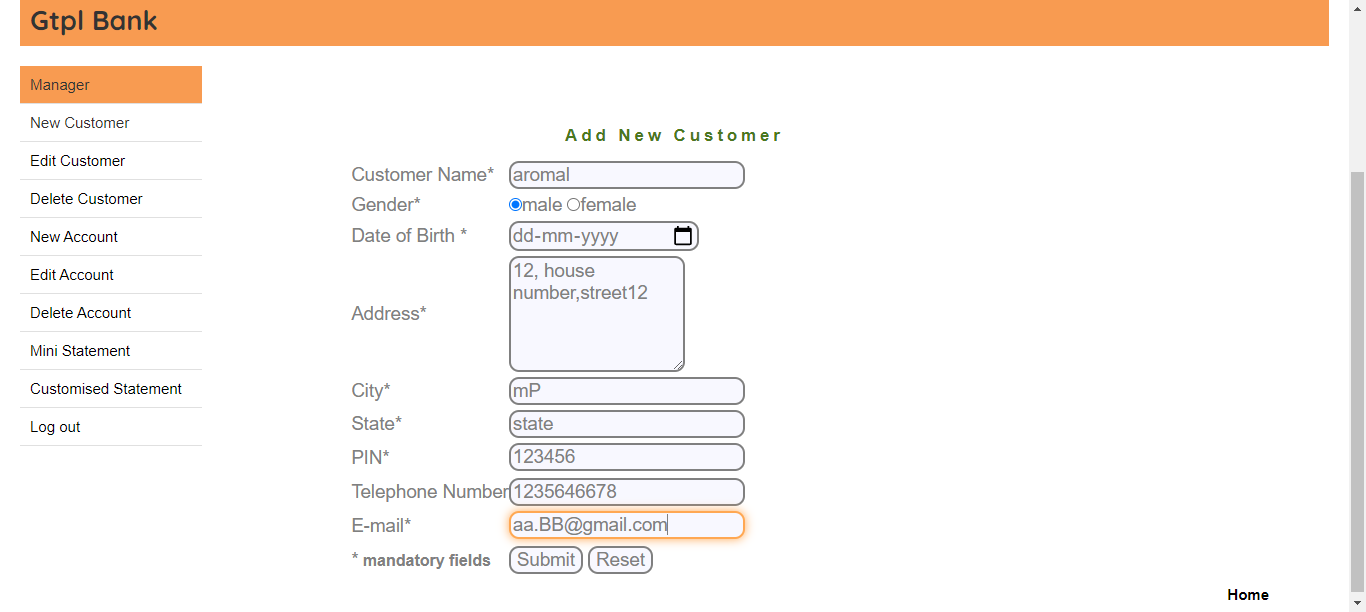 Gtpl Bank
Manager
New Customer
Edit Customer
Delete Customer
New Account
Edit Account
Delete Account
Mini Statement
Customised Statement
Log out
Add New Customer
Customer Name* aromal
Gender* male female
Date of Birth * dd-mm-yyyy
Address* 12, house
number,street12
City* mP
State* state
PIN* 123456
Telephone Number 1235646678
E-mail* aa.BB@gmail.com
* mandatory fields Submit Reset
Home